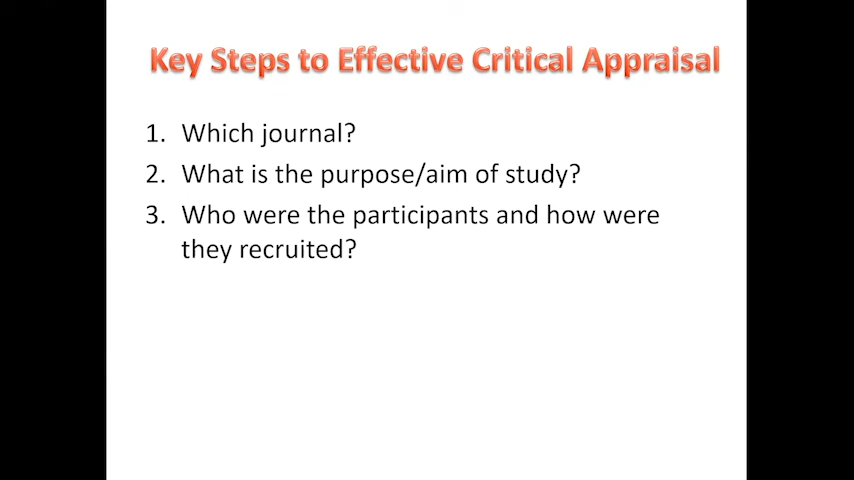 Key Steps to Effective Critical Appraisal
1. Which journal?
2. What is the purpose/aim of study?
3. Who were the participants and how were
they recruited?